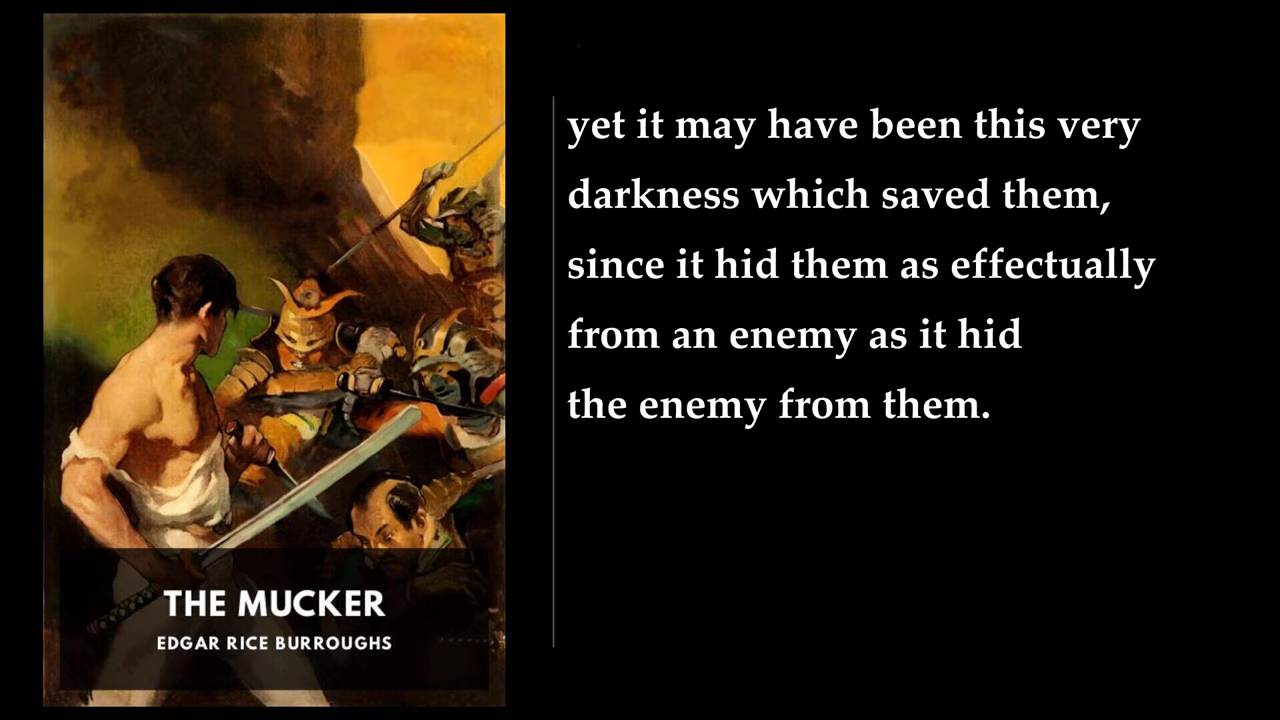 yet it may have been this very
darkness which saved them,
since it hid them as effectually
from an enemy as it hid
the enemy from them.
THE MUCKER
EDGAR RICE BURROUGHS